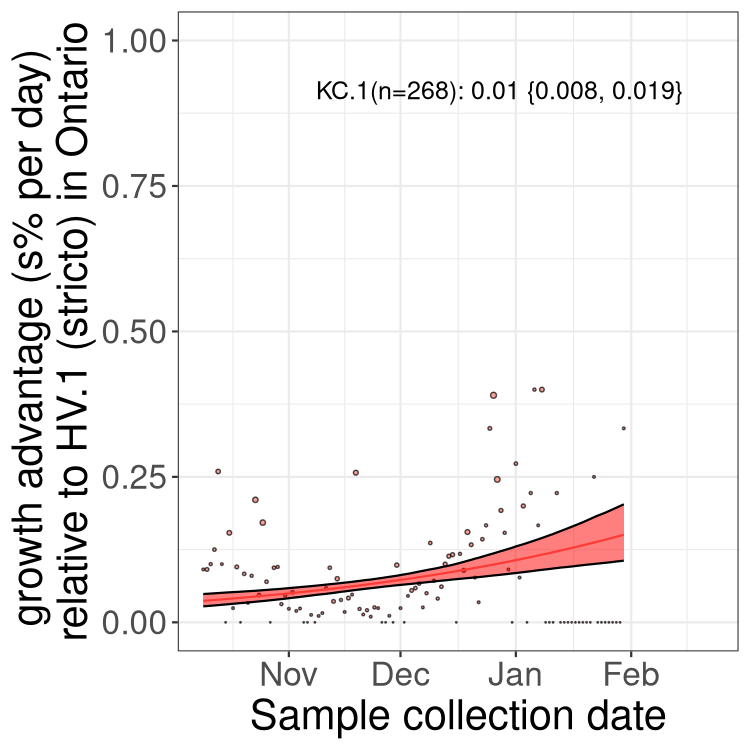 growth advantage (s% per day)
relative to HV.1 (stricto) in Ontario
1.00
0.75
0.50
0.25
0.00
KC.1(n=268): 0.01 {0.008, 0.019}
Nov Dec Jan Feb
Sample collection date